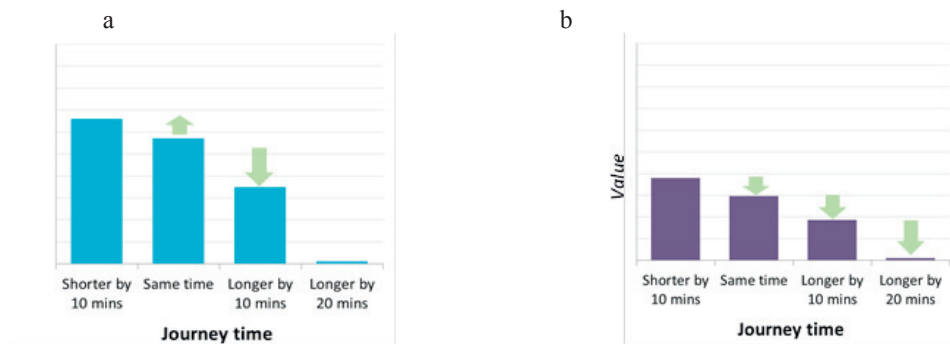 a
Shorter by
10 mins
Same time
Longer by
10 mins
Longer by
20 mins
Journey time
b
Value
Shorter by
10 mins
Same time
Longer by
10 mins
Longer by
20 mins
Journey time